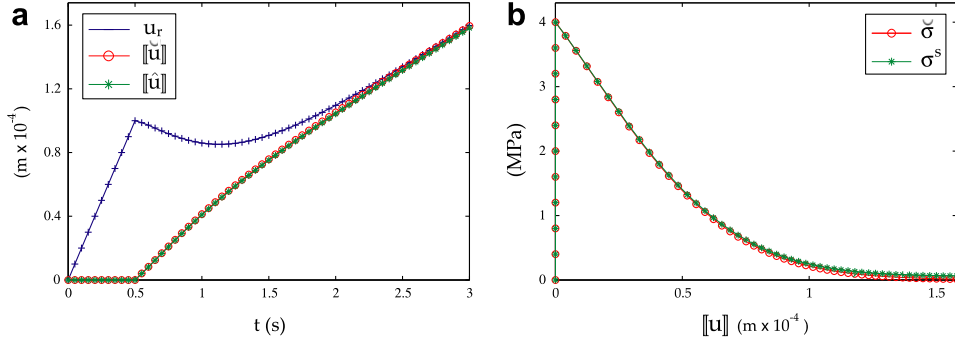 a
1.6
1.2
0.8
0.4
0
(m x 10⁻⁴)
u_r
⟦ŭ⟧
⟦û⟧
0 0.5 1 1.5 2 2.5 3
t (s)
b
4
3
2
1
0
(MPa)
σ̆
σˢ
0 0.5 1 1.5
⟦u⟧ (m x 10⁻⁴)